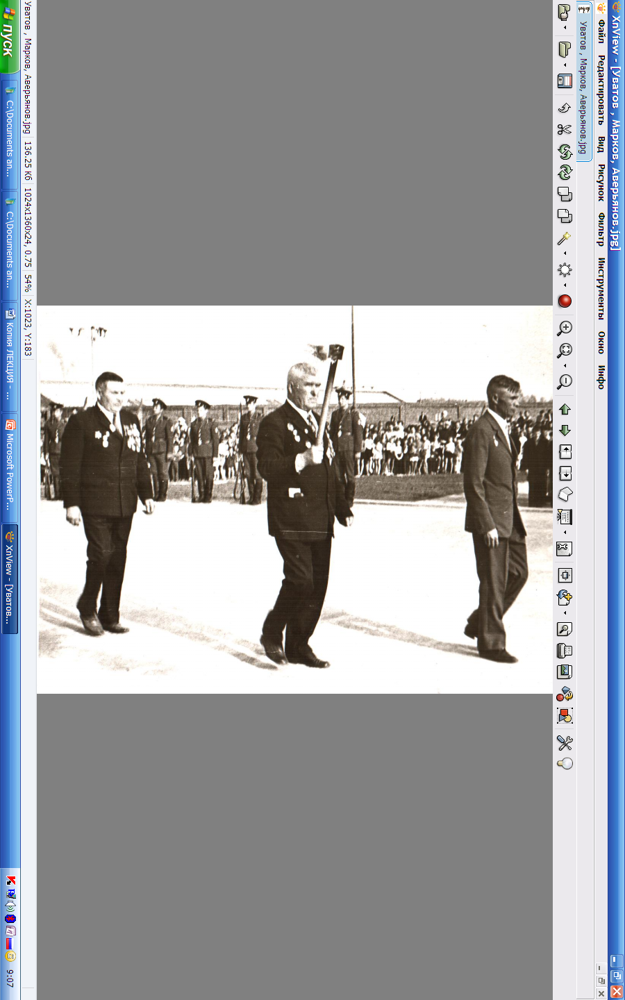 XnView - [Уватов , Марков, Аверьянов.jpg]
Файл Редактировать Вид Рисунок Фильтр Инструменты Окно Инфо
Уватов , Марков, Аверьянов.jpg
Уватов , Марков, Аверьянов.jpg 136.25 Кб 1024x1360x24, 0.75 54% X:1023, Y:183
пуск C:\Documents an... C:\Documents an... Копия ЛЕКЦИЯ - ... Microsoft PowerP... XnView - [Уватов... 9:07